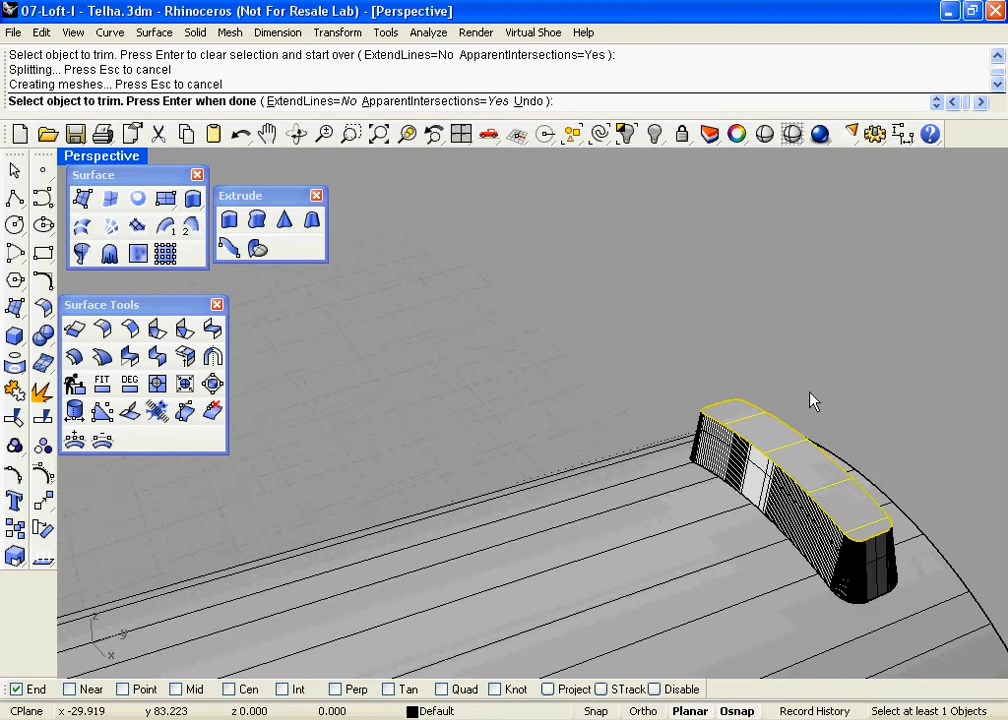 07-Loft-I - Telha.3dm - Rhinoceros (Not For Resale Lab) - [Perspective]
File Edit View Curve Surface Solid Mesh Dimension Transform Tools Analyze Render Virtual Shoe Help
Select object to trim. Press Enter to clear selection and start over ( ExtendLines=No ApparentIntersections=Yes ):
Splitting... Press Esc to cancel
Creating meshes... Press Esc to cancel
Select object to trim. Press Enter when done ( ExtendLines=No ApparentIntersections=Yes Undo ):
Perspective
Surface
Extrude
1 2
Surface Tools
FIT DEG
z
y
x
End Near Point Mid Cen Int Perp Tan Quad Knot Project STrack Disable
CPlane x -29.919 y 83.223 z 0.000 0.000 Default Snap Ortho Planar Osnap Record History Select at least 1 Objects